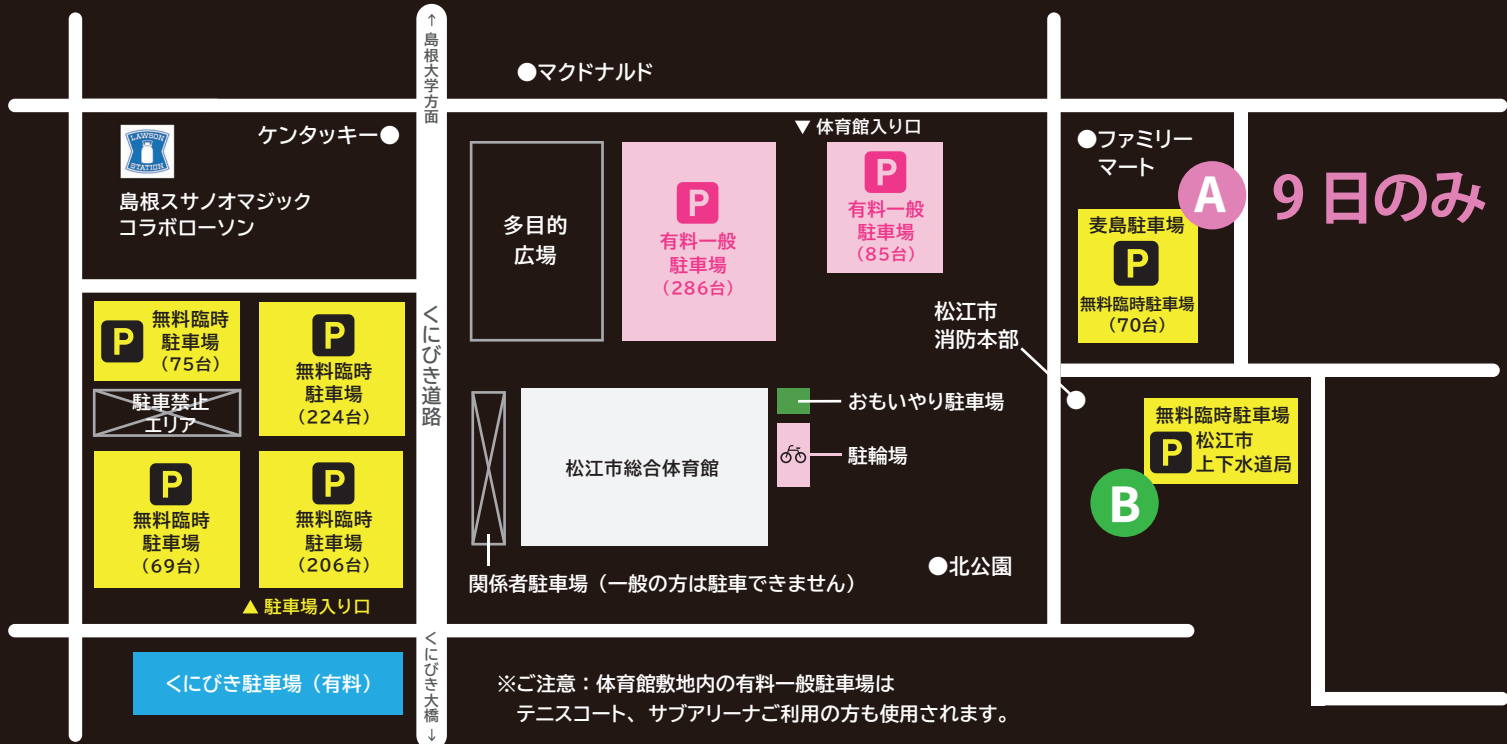 ↑島根大学方面
●マクドナルド
LAWSON
STATION
ケンタッキー●
島根スサノオマジック
コラボローソン
▼ 体育館入り口
●ファミリー
マート
A
9 日のみ
多目的
広場
P
有料一般
駐車場
(286台)
P
有料一般
駐車場
(85台)
麦島駐車場
P
無料臨時駐車場
(70台)
P
無料臨時
駐車場
(75台)
P
無料臨時
駐車場
(224台)
駐車禁止
エリア
くにびき道路
松江市
消防本部
おもいやり駐車場
駐輪場
松江市総合体育館
無料臨時駐車場
P
松江市
上下水道局
B
P
無料臨時
駐車場
(69台)
P
無料臨時
駐車場
(206台)
関係者駐車場（一般の方は駐車できません）
●北公園
▲ 駐車場入り口
くにびき駐車場（有料）
くにびき大橋↓
※ご注意：体育館敷地内の有料一般駐車場は
テニスコート、サブアリーナご利用の方も使用されます。